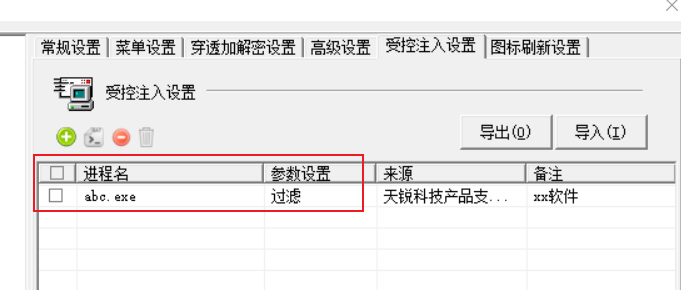 常规设置 菜单设置 穿透加解密设置 高级设置 受控注入设置 图标刷新设置
受控注入设置
导出(O) 导入(I)
进程名 参数设置 来源 备注
abc.exe 过滤 天锐科技产品支... xx软件